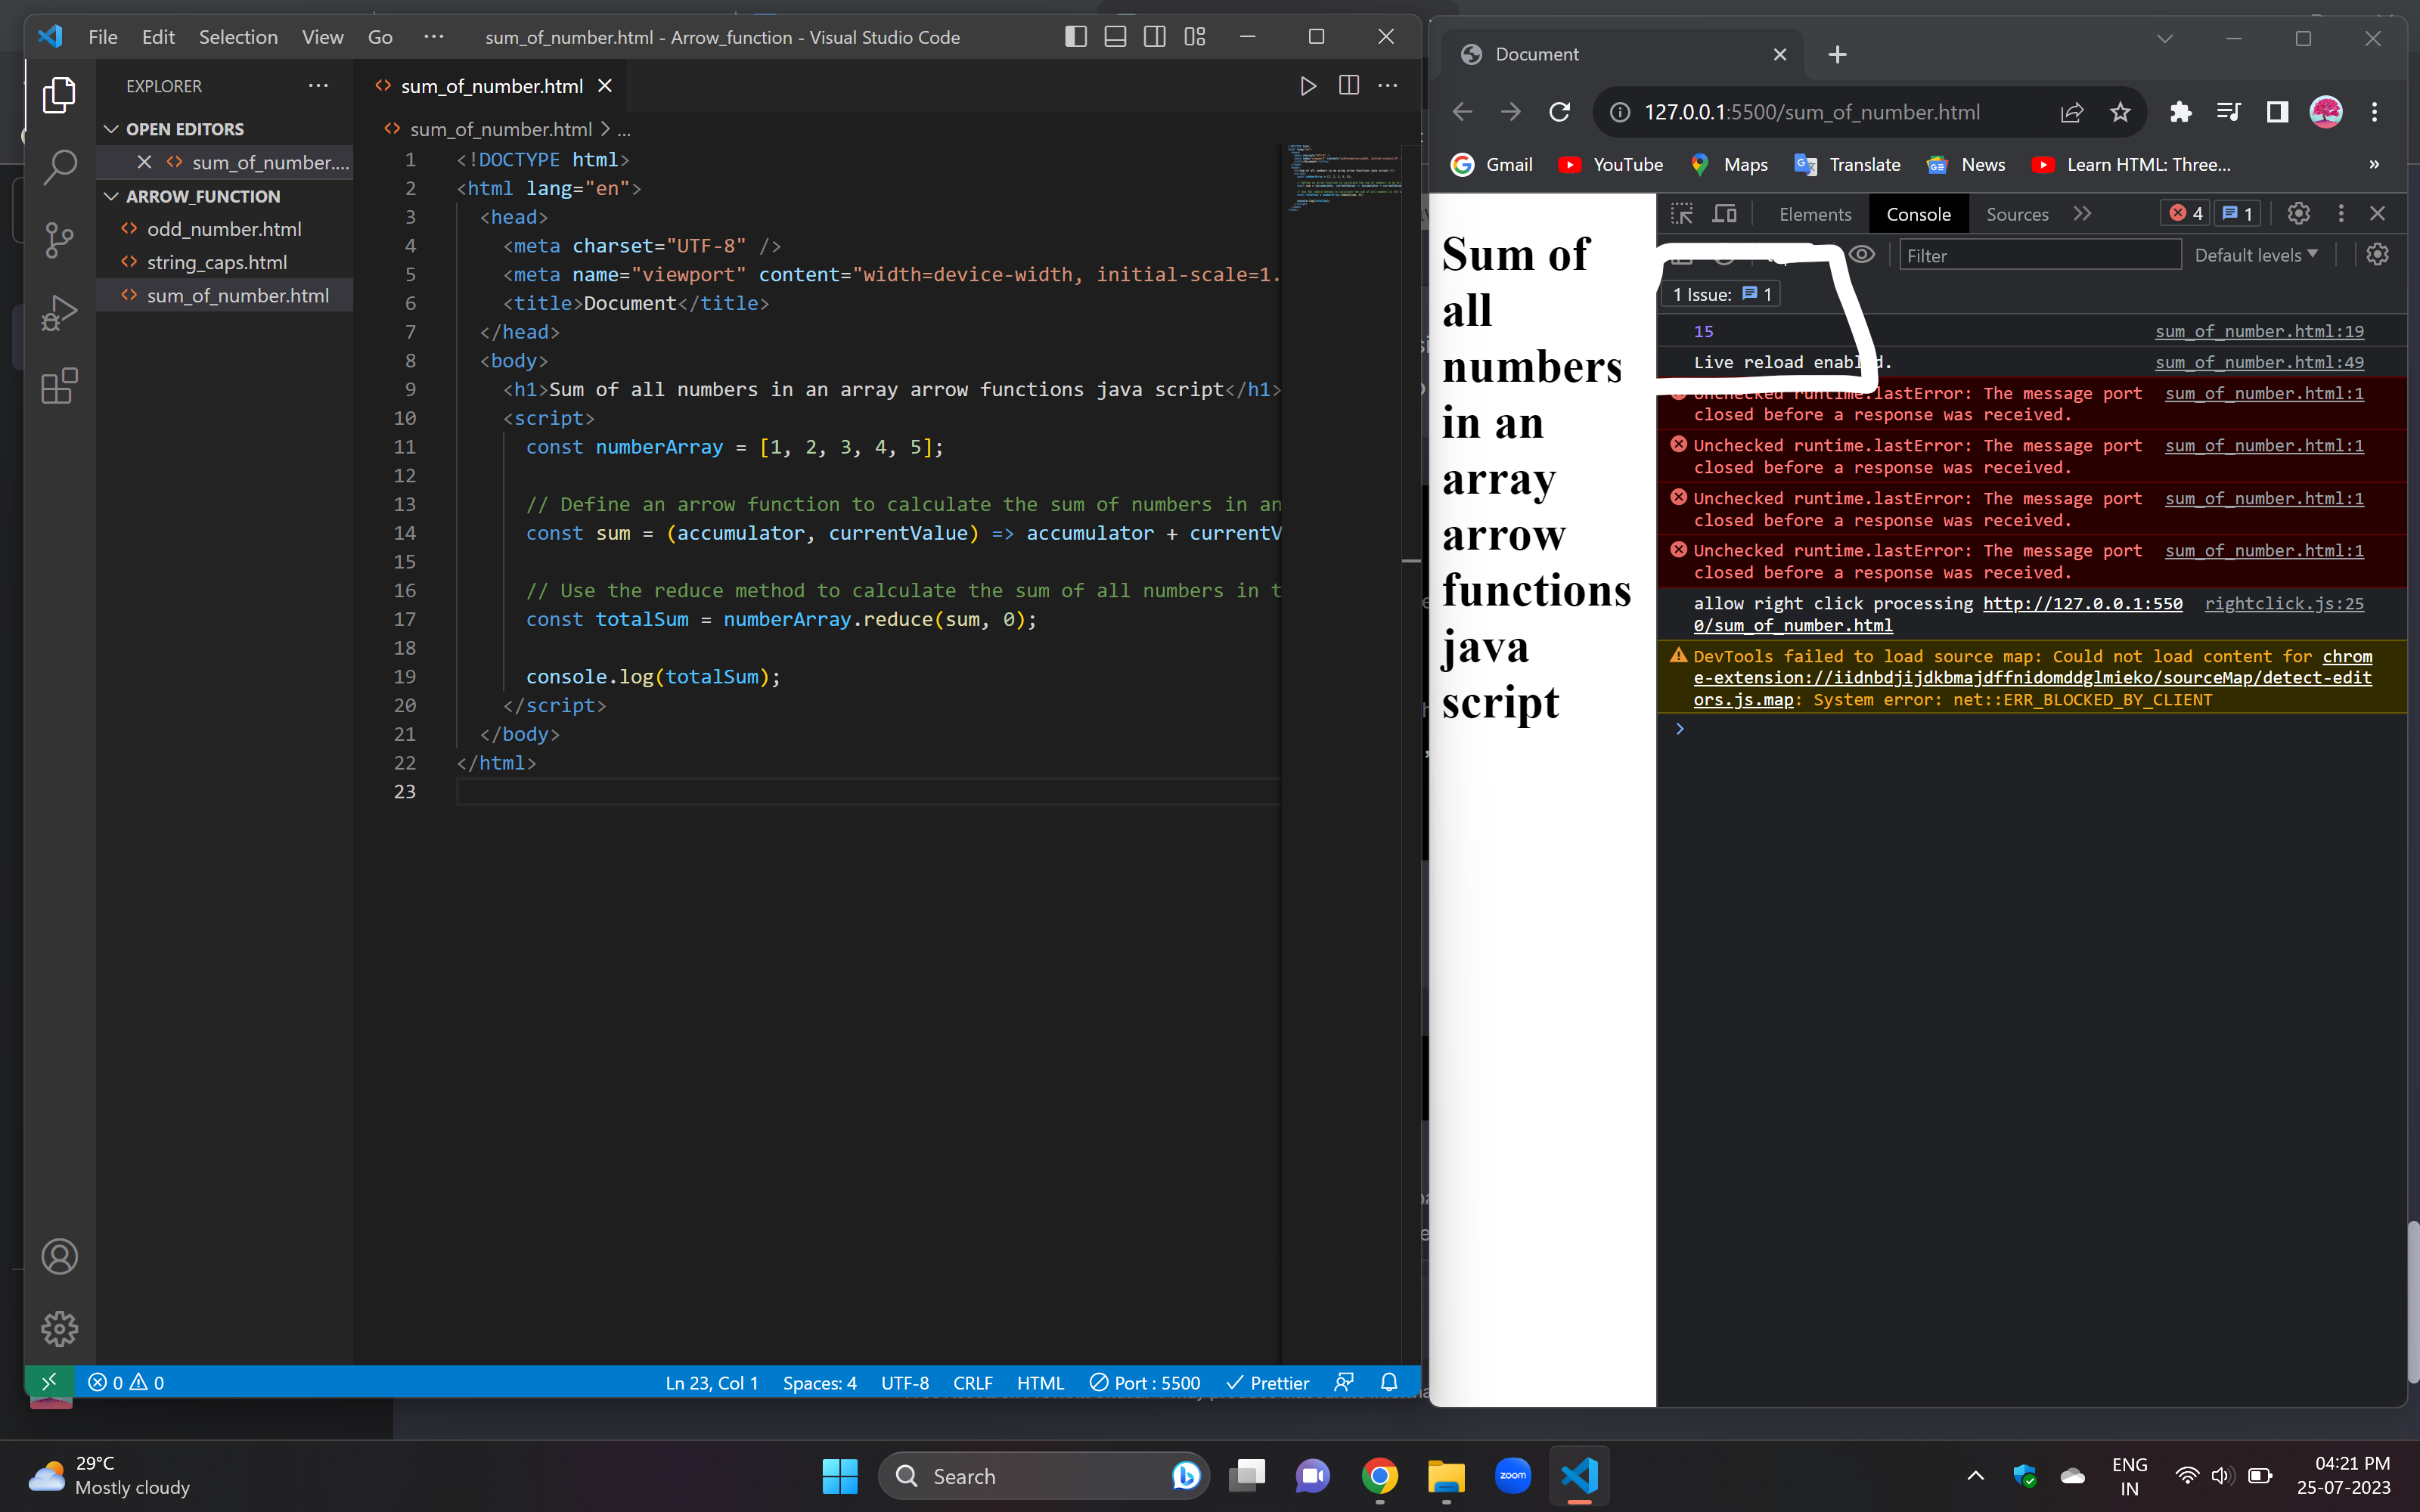 File Edit Selection View Go ··· sum_of_number.html - Arrow_function - Visual Studio Code
EXPLORER ···
OPEN EDITORS
sum_of_number....
ARROW_FUNCTION
odd_number.html
string_caps.html
sum_of_number.html
sum_of_number.html
sum_of_number.html > ...
1 <!DOCTYPE html>
2 <html lang="en">
3 <head>
4 <meta charset="UTF-8" />
5 <meta name="viewport" content="width=device-width, initial-scale=1.
6 <title>Document</title>
7 </head>
8 <body>
9 <h1>Sum of all numbers in an array arrow functions java script</h1>
10 <script>
11 const numberArray = [1, 2, 3, 4, 5];
12
13 // Define an arrow function to calculate the sum of numbers in an
14 const sum = (accumulator, currentValue) => accumulator + currentV
15
16 // Use the reduce method to calculate the sum of all numbers in t
17 const totalSum = numberArray.reduce(sum, 0);
18
19 console.log(totalSum);
20 </script>
21 </body>
22 </html>
23
0 0
Ln 23, Col 1 Spaces: 4 UTF-8 CRLF HTML Port : 5500 Prettier
Document
127.0.0.1:5500/sum_of_number.html
Gmail YouTube Maps Translate News Learn HTML: Three... »
Sum of
all
numbers
in an
array
arrow
functions
java
script
Elements Console Sources 4 1
Filter Default levels
1 Issue: 1
15 sum_of_number.html:19
Live reload enabled. sum_of_number.html:49
Unchecked runtime.lastError: The message port sum_of_number.html:1
closed before a response was received.
Unchecked runtime.lastError: The message port sum_of_number.html:1
closed before a response was received.
Unchecked runtime.lastError: The message port sum_of_number.html:1
closed before a response was received.
Unchecked runtime.lastError: The message port sum_of_number.html:1
closed before a response was received.
allow right click processing http://127.0.0.1:550 rightclick.js:25
0/sum_of_number.html
DevTools failed to load source map: Could not load content for chrom
e-extension://iidnbdjijdkbmajdffnidomddglmieko/sourceMap/detect-edit
ors.js.map: System error: net::ERR_BLOCKED_BY_CLIENT
29°C
Mostly cloudy
Search
zoom
ENG
IN
04:21 PM
25-07-2023